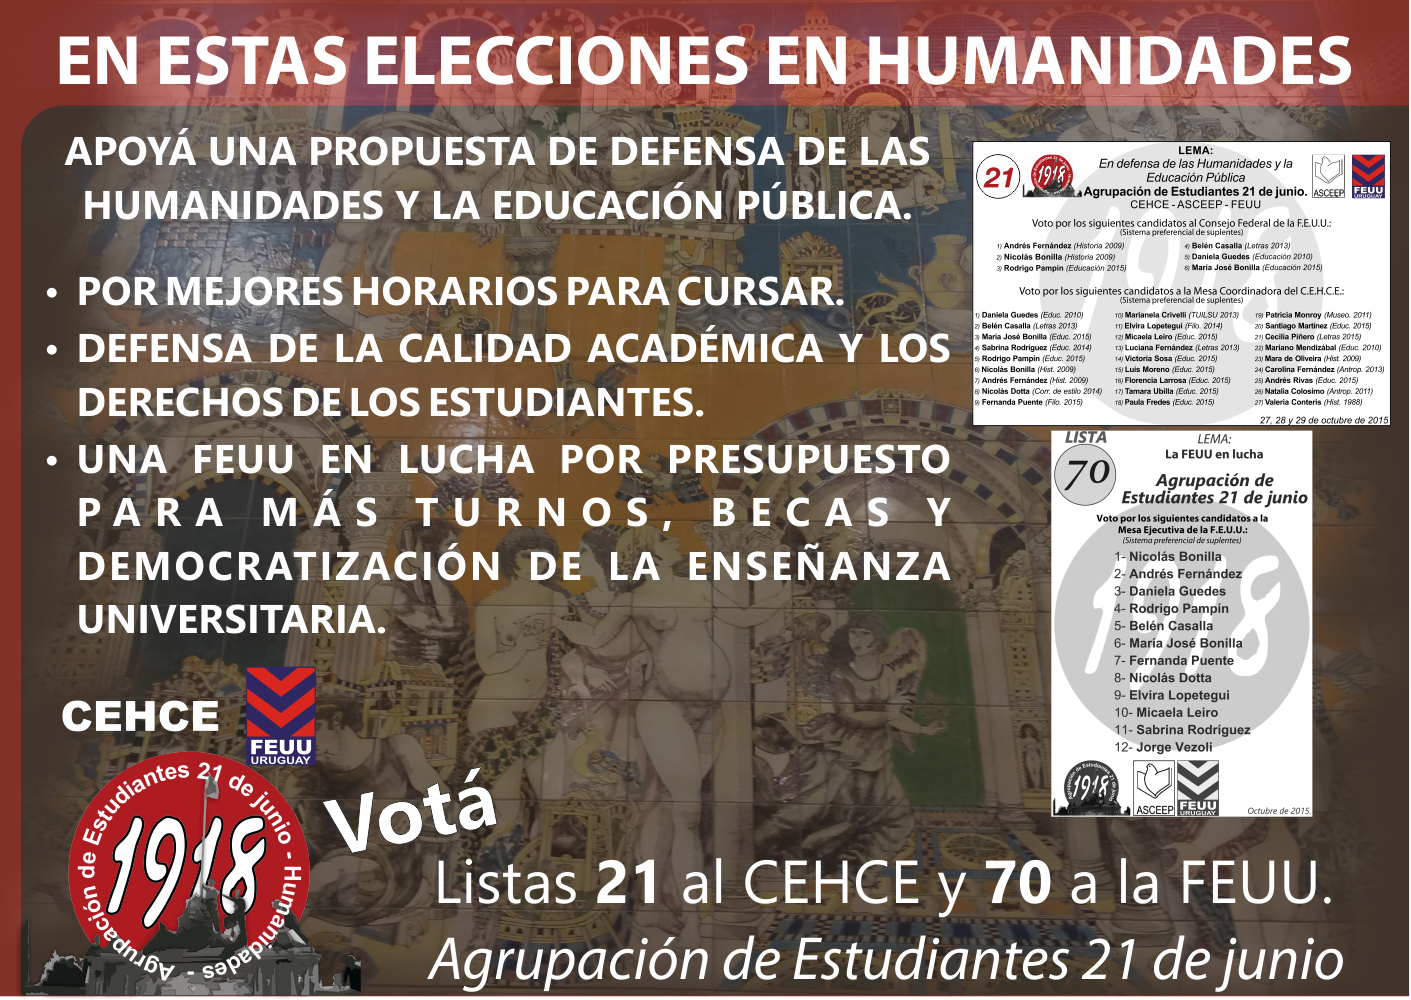 EN ESTAS ELECCIONES EN HUMANIDADES
APOYÁ UNA PROPUESTA DE DEFENSA DE LAS
HUMANIDADES Y LA EDUCACIÓN PÚBLICA.
• POR MEJORES HORARIOS PARA CURSAR.
• DEFENSA DE LA CALIDAD ACADÉMICA Y LOS
DERECHOS DE LOS ESTUDIANTES.
• UNA FEUU EN LUCHA POR PRESUPUESTO
PARA MÁS TURNOS, BECAS Y
DEMOCRATIZACIÓN DE LA ENSEÑANZA
UNIVERSITARIA.
CEHCE
FEUU
URUGUAY
Agrupación de Estudiantes 21 de junio - Humanidades -
1918
Votá
Listas 21 al CEHCE y 70 a la FEUU.
Agrupación de Estudiantes 21 de junio
21
1918
LEMA:
En defensa de las Humanidades y la
Educación Pública
Agrupación de Estudiantes 21 de junio.
CEHCE - ASCEEP - FEUU
ASCEEP
FEUU
URUGUAY
Voto por los siguientes candidatos al Consejo Federal de la F.E.U.U.:
(Sistema preferencial de suplentes)
1) Andrés Fernández (Historia 2009)
2) Nicolás Bonilla (Historia 2009)
3) Rodrigo Pampin (Educación 2015)
4) Belén Casalla (Letras 2013)
5) Daniela Guedes (Educación 2010)
6) María José Bonilla (Educación 2015)
Voto por los siguientes candidatos a la Mesa Coordinadora del C.E.H.C.E.:
(Sistema preferencial de suplentes)
1) Daniela Guedes (Educ. 2010)
2) Belén Casalla (Letras 2013)
3) María José Bonilla (Educ. 2015)
4) Sabrina Rodríguez (Educ. 2014)
5) Rodrigo Pampín (Educ. 2015)
6) Nicolás Bonilla (Hist. 2009)
7) Andrés Fernández (Hist. 2009)
8) Nicolás Dotta (Corr. de estilo 2014)
9) Fernanda Puente (Filo. 2015)
10) Marianela Crivelli (TUILSU 2013)
11) Elvira Lopetegui (Filo. 2014)
12) Micaela Leiro (Educ. 2015)
13) Luciana Fernández (Letras 2013)
14) Victoria Sosa (Educ. 2015)
15) Luis Moreno (Educ. 2015)
16) Florencia Larrosa (Educ. 2015)
17) Tamara Ubilla (Educ. 2015)
18) Paula Fredes (Educ. 2015)
19) Patricia Monroy (Museo. 2011)
20) Santiago Martínez (Educ. 2015)
21) Cecilia Piñero (Letras 2015)
22) Mariano Mendizábal (Educ. 2010)
23) Mara de Oliveira (Hist. 2009)
24) Carolina Fernández (Antrop. 2013)
25) Andrés Rivas (Educ. 2015)
26) Natalia Colosimo (Antrop. 2011)
27) Valeria Conteris (Hist. 1988)
27, 28 y 29 de octubre de 2015
LISTA
70
LEMA:
La FEUU en lucha
Agrupación de
Estudiantes 21 de junio
Voto por los siguientes candidatos a la
Mesa Ejecutiva de la F.E.U.U.:
(Sistema preferencial de suplentes)
1- Nicolás Bonilla
2- Andrés Fernández
3- Daniela Guedes
4- Rodrigo Pampín
5- Belén Casalla
6- María José Bonilla
7- Fernanda Puente
8- Nicolás Dotta
9- Elvira Lopetegui
10- Micaela Leiro
11- Sabrina Rodríguez
12- Jorge Vezoli
1918
ASCEEP
FEUU
URUGUAY
Octubre de 2015.